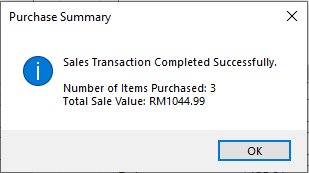 Purchase Summary
Sales Transaction Completed Successfully.
Number of Items Purchased: 3
Total Sale Value: RM1044.99
OK